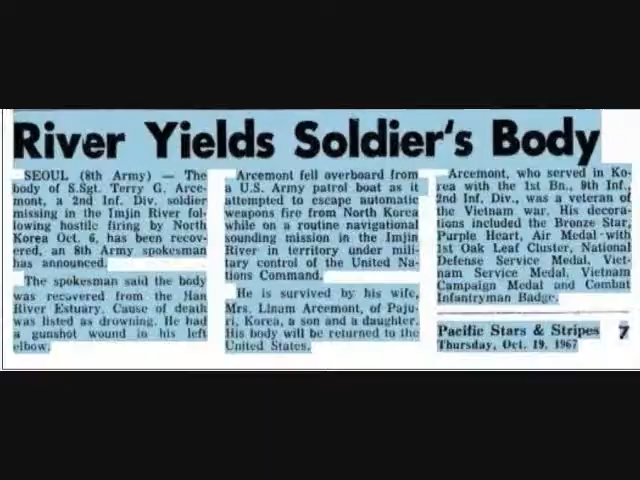 River Yields Soldier's Body
SEOUL (8th Army) — The
body of S.Sgt. Terry G. Arce-
mont, a 2nd Inf. Div. soldier
missing in the Imjin River fol-
lowing hostile firing by North
Korea Oct. 6, has been recov-
ered, an 8th Army spokesman
has announced.
The spokesman said the body
was recovered from the Han
River Estuary. Cause of death
was listed as drowning. He had
a gunshot wound in his left
elbow.
Arcemont fell overboard from
a U.S. Army patrol boat as it
attempted to escape automatic
weapons fire from North Korea
while on a routine navigational
sounding mission in the Imjin
River in territory under mili-
tary control of the United Na-
tions Command.
He is survived by his wife,
Mrs. Linam Arcemont, of Paju-
ri, Korea, a son and a daughter.
His body will be returned to the
United States.
Arcemont, who served in Ko-
rea with the 1st Bn., 9th Inf.,
2nd Inf. Div., was a veteran of
the Vietnam war. His decora-
tions included the Bronze Star,
Purple Heart, Air Medal with
1st Oak Leaf Cluster, National
Defense Service Medal, Viet-
nam Service Medal, Vietnam
Campaign Medal and Combat
Infantryman Badge.
Pacific Stars & Stripes 7
Thursday, Oct. 19, 1967